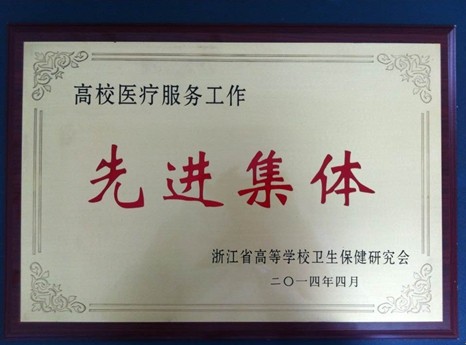 高校医疗服务工作
先进集体
浙江省高等学校卫生保健研究会
二〇一四年四月